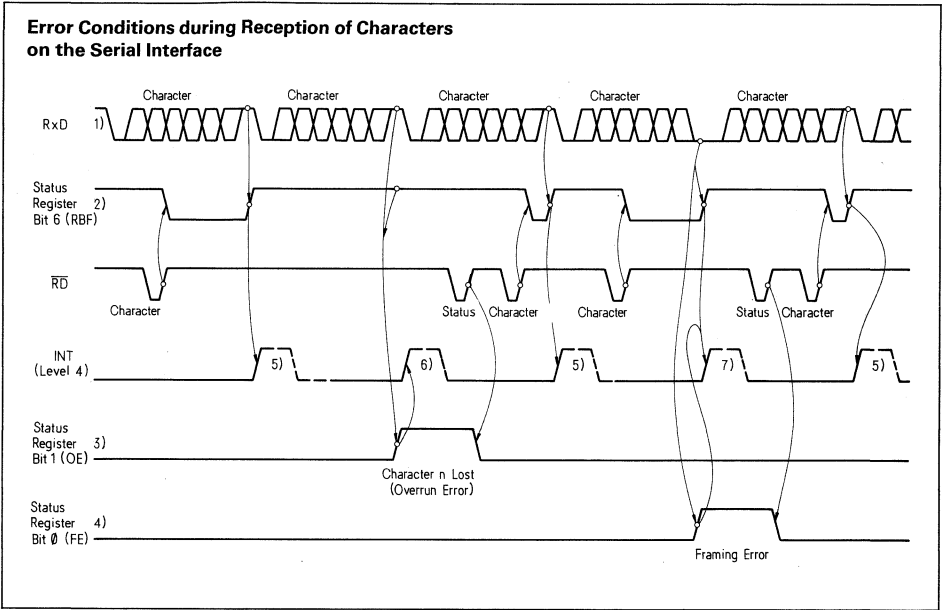 Error Conditions during Reception of Characters
on the Serial Interface
Character Character Character Character Character
RxD 1)
Status
Register 2)
Bit 6 (RBF)
RD
Character Status Character Character Status Character
INT
(Level 4)
5) 6) 5) 7) 5)
Status
Register 3)
Bit 1 (OE)
Character n Lost
(Overrun Error)
Status
Register 4)
Bit 0 (FE)
Framing Error